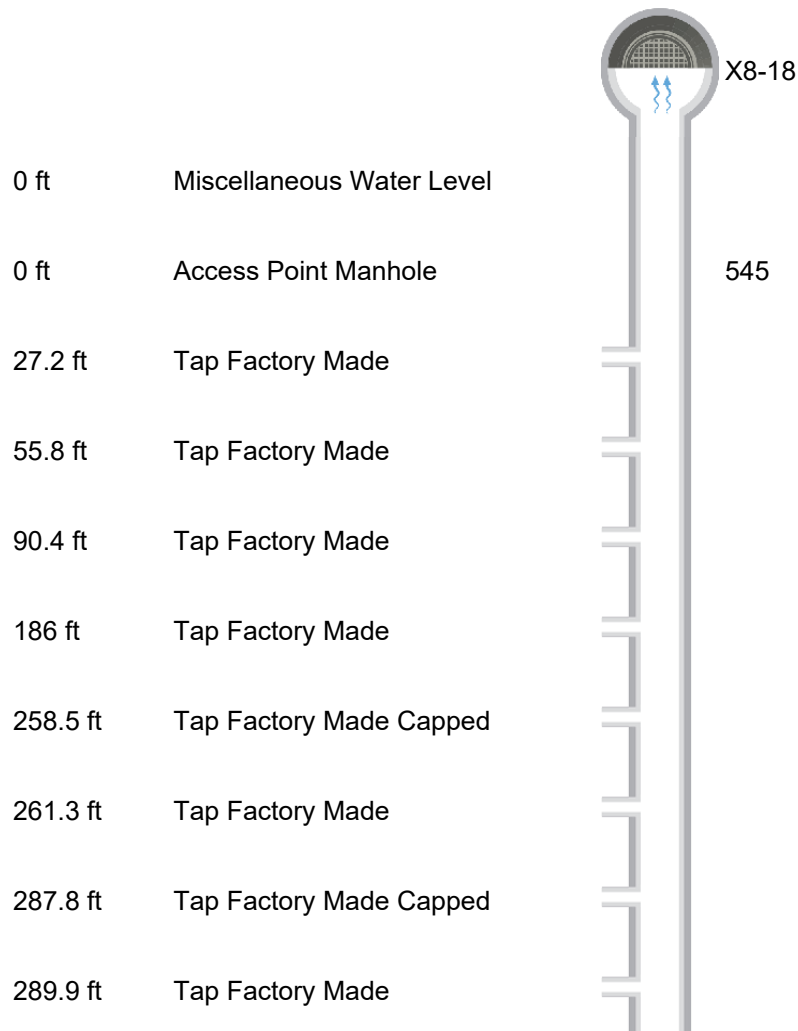 X8-18
0 ft Miscellaneous Water Level
0 ft Access Point Manhole 545
27.2 ft Tap Factory Made
55.8 ft Tap Factory Made
90.4 ft Tap Factory Made
186 ft Tap Factory Made
258.5 ft Tap Factory Made Capped
261.3 ft Tap Factory Made
287.8 ft Tap Factory Made Capped
289.9 ft Tap Factory Made